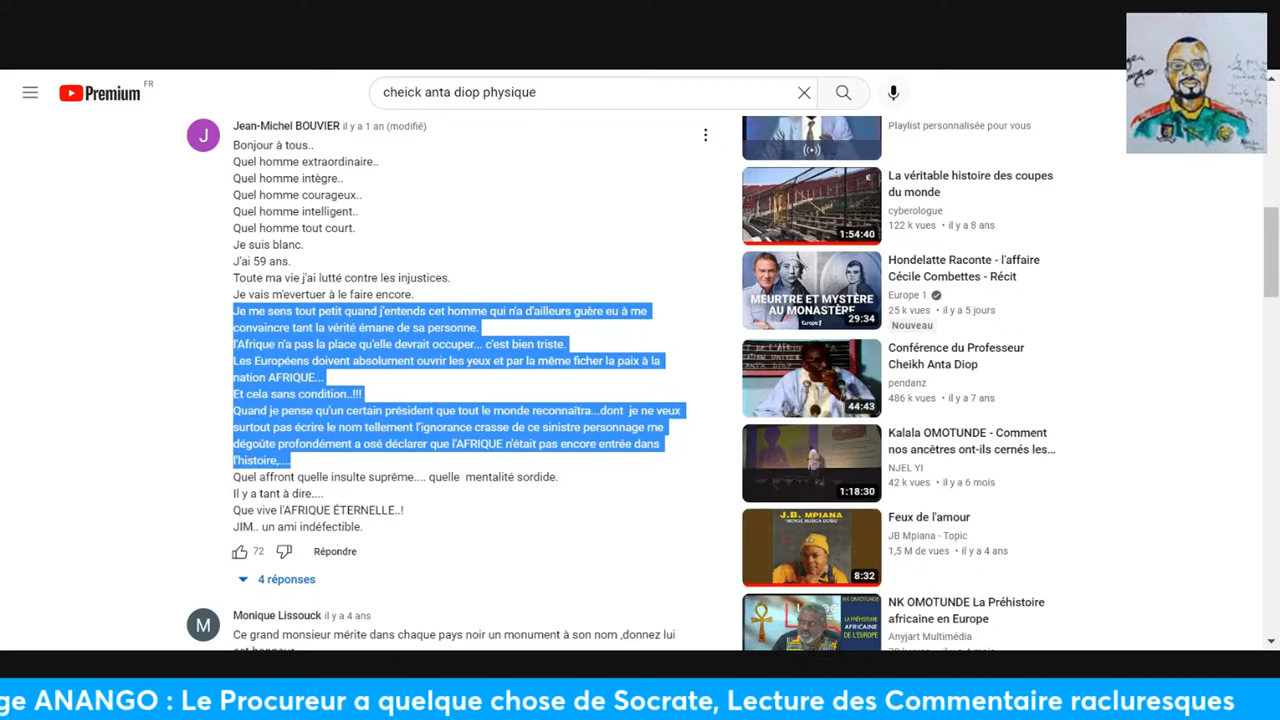 Premium FR
cheick anta diop physique
J
Jean-Michel BOUVIER il y a 1 an (modifié)
Bonjour à tous..
Quel homme extraordinaire..
Quel homme intègre..
Quel homme courageux..
Quel homme intelligent..
Quel homme tout court.
Je suis blanc.
J'ai 59 ans.
Toute ma vie j'ai lutté contre les injustices.
Je vais m'evertuer à le faire encore.
Je me sens tout petit quand j'entends cet homme qui n'a d'ailleurs guère eu à me
convaincre tant la vérité émane de sa personne.
l'Afrique n'a pas la place qu'elle devrait occuper... c'est bien triste.
Les Européens doivent absolument ouvrir les yeux et par la même ficher la paix à la
nation AFRIQUE...
Et cela sans condition..!!!
Quand je pense qu'un certain président que tout le monde reconnaîtra...dont je ne veux
surtout pas écrire le nom tellement l'ignorance crasse de ce sinistre personnage me
dégoûte profondément a osé déclarer que l'AFRIQUE n'était pas encore entrée dans
l'histoire,....
Quel affront quelle insulte suprême.... quelle mentalité sordide.
Il y a tant à dire....
Que vive l'AFRIQUE ÉTERNELLE..!
JIM.. un ami indéfectible.
72 Répondre
4 réponses
M
Monique Lissouck il y a 4 ans
Ce grand monsieur mérite dans chaque pays noir un monument à son nom ,donnez lui
Playlist personnalisée pour vous
La véritable histoire des coupes
du monde
cyberologue
122 k vues • il y a 8 ans
1:54:40
Hondelatte Raconte - l'affaire
Cécile Combettes - Récit
Europe 1
25 k vues • il y a 5 jours
Nouveau
MEURTRE ET MYSTÈRE
AU MONASTÈRE
29:34
Conférence du Professeur
Cheikh Anta Diop
pendanz
486 k vues • il y a 7 ans
44:43
Kalala OMOTUNDE - Comment
nos ancêtres ont-ils cernés les...
NJEL YI
42 k vues • il y a 6 mois
1:18:30
Feux de l'amour
JB Mpiana - Topic
1,5 M de vues • il y a 4 ans
J.B. MPIANA
8:32
NK OMOTUNDE La Préhistoire
africaine en Europe
Anyjart Multimédia
NK OMOTUNDE
LA PRÉHISTOIRE
AFRICAINE
DE L'EUROPE
ge ANANGO : Le Procureur a quelque chose de Socrate, Lecture des Commentaire racluresques